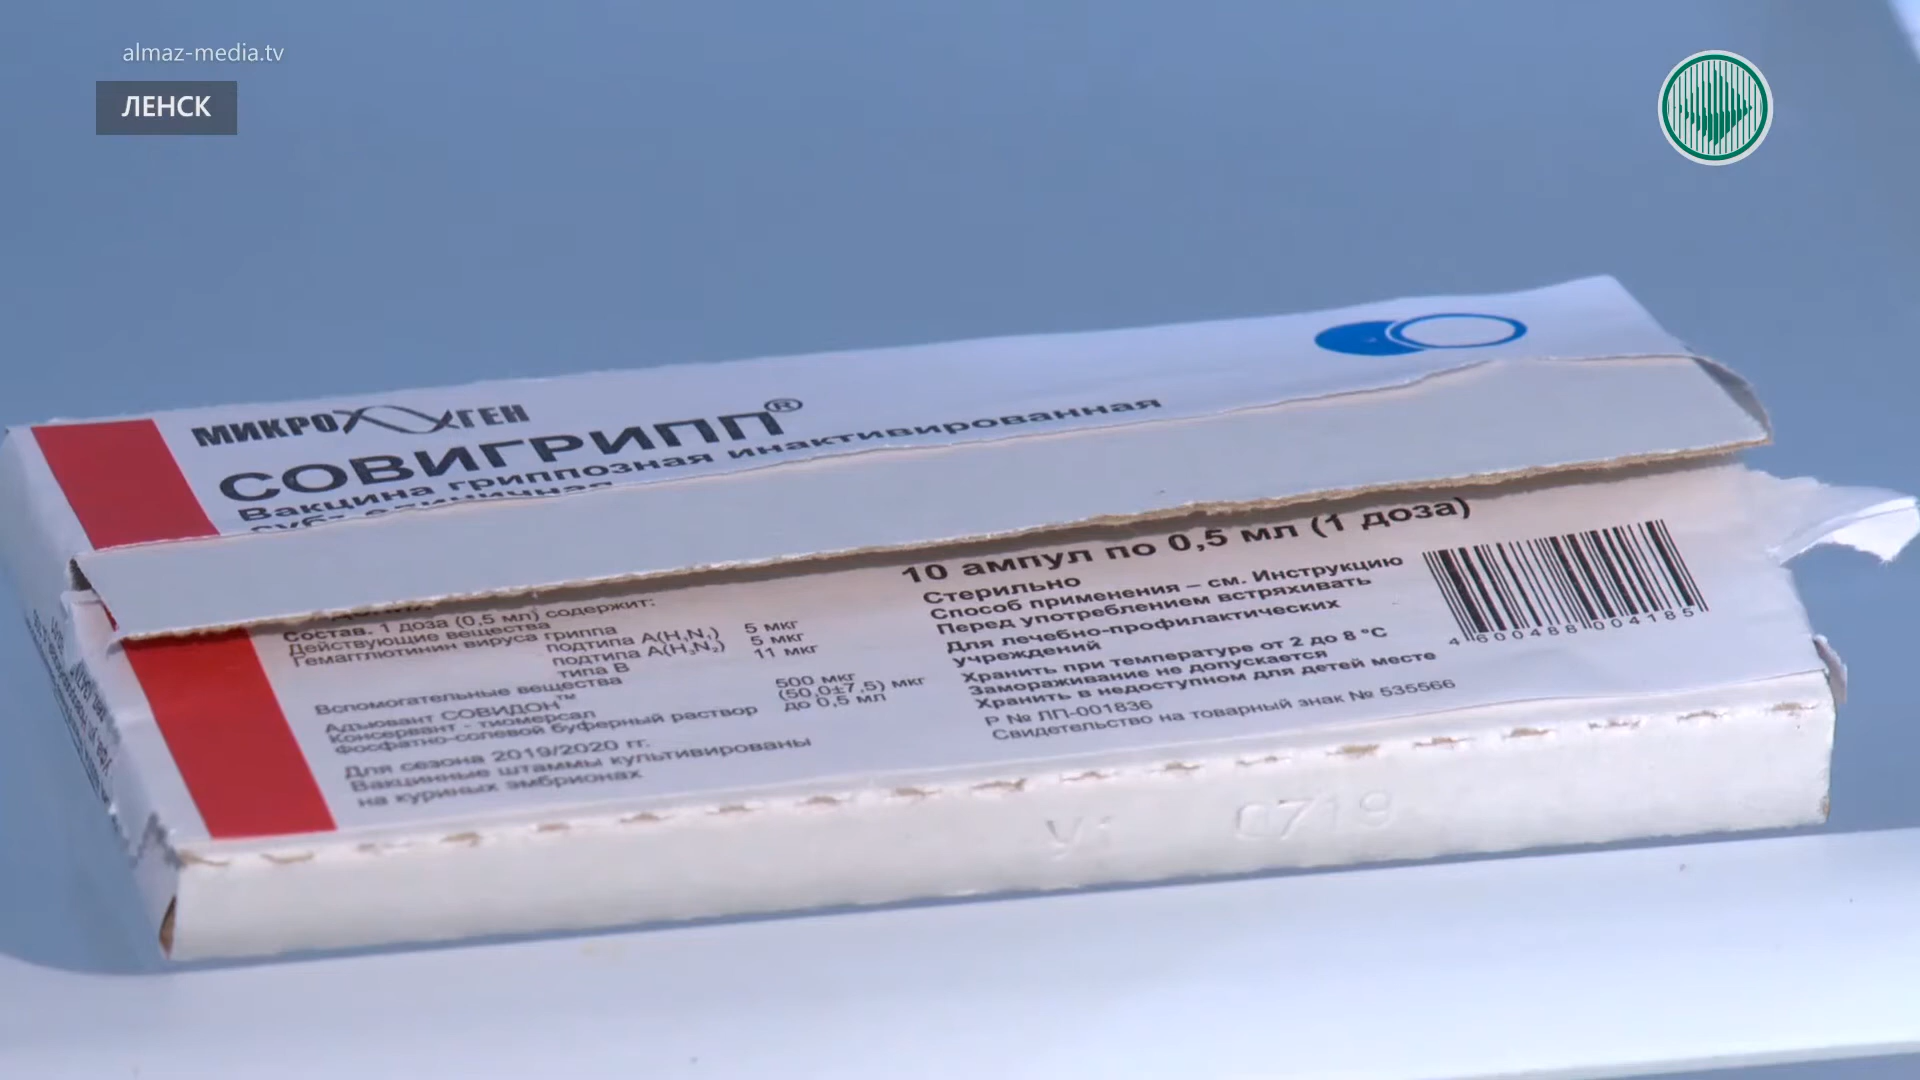 almaz-media.tv
ЛЕНСК
МИКРОГЕН
СОВИГРИПП®
Вакцина гриппозная инактивированная
субъединичная
10 ампул по 0,5 мл (1 доза)
Состав. 1 доза (0,5 мл) содержит:
Действующие вещества
Гемагглютинин вируса гриппа
подтипа А(H₁N₁) 5 мкг
подтипа А(H₃N₂) 5 мкг
типа В 11 мкг
Вспомогательные вещества
Адъювант СОВИДОН™ 500 мкг
Консервант - тиомерсал (50,0±7,5) мкг
Фосфатно-солевой буферный раствор до 0,5 мл
Для сезона 2019/2020 гг.
Вакцинные штаммы культивированы
на куриных эмбрионах
Стерильно
Способ применения – см. Инструкцию
Перед употреблением встряхивать
Для лечебно-профилактических
учреждений
Хранить при температуре от 2 до 8 °С
Замораживание не допускается
Хранить в недоступном для детей месте
Р № ЛП-001836
Свидетельство на товарный знак № 535566
4 600488 004185
0719